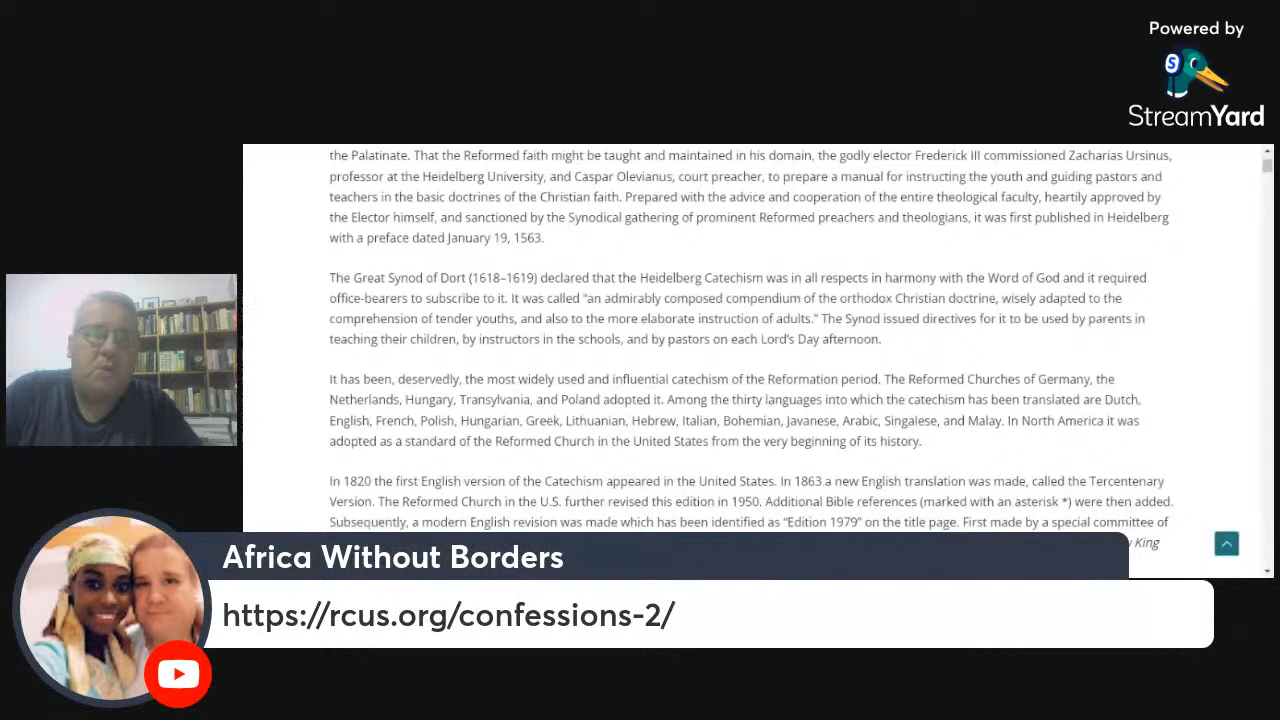 Powered by
StreamYard
the Palatinate. That the Reformed faith might be taught and maintained in his domain, the godly elector Frederick III commissioned Zacharias Ursinus,
professor at the Heidelberg University, and Caspar Olevianus, court preacher, to prepare a manual for instructing the youth and guiding pastors and
teachers in the basic doctrines of the Christian faith. Prepared with the advice and cooperation of the entire theological faculty, heartily approved by
the Elector himself, and sanctioned by the Synodical gathering of prominent Reformed preachers and theologians, it was first published in Heidelberg
with a preface dated January 19, 1563.
The Great Synod of Dort (1618–1619) declared that the Heidelberg Catechism was in all respects in harmony with the Word of God and it required
office-bearers to subscribe to it. It was called “an admirably composed compendium of the orthodox Christian doctrine, wisely adapted to the
comprehension of tender youths, and also to the more elaborate instruction of adults.” The Synod issued directives for it to be used by parents in
teaching their children, by instructors in the schools, and by pastors on each Lord’s Day afternoon.
It has been, deservedly, the most widely used and influential catechism of the Reformation period. The Reformed Churches of Germany, the
Netherlands, Hungary, Transylvania, and Poland adopted it. Among the thirty languages into which the catechism has been translated are Dutch,
English, French, Polish, Hungarian, Greek, Lithuanian, Hebrew, Italian, Bohemian, Javanese, Arabic, Singalese, and Malay. In North America it was
adopted as a standard of the Reformed Church in the United States from the very beginning of its history.
In 1820 the first English version of the Catechism appeared in the United States. In 1863 a new English translation was made, called the Tercentenary
Version. The Reformed Church in the U.S. further revised this edition in 1950. Additional Bible references (marked with an asterisk *) were then added.
Subsequently, a modern English revision was made which has been identified as “Edition 1979” on the title page. First made by a special committee of
King
Africa Without Borders
https://rcus.org/confessions-2/